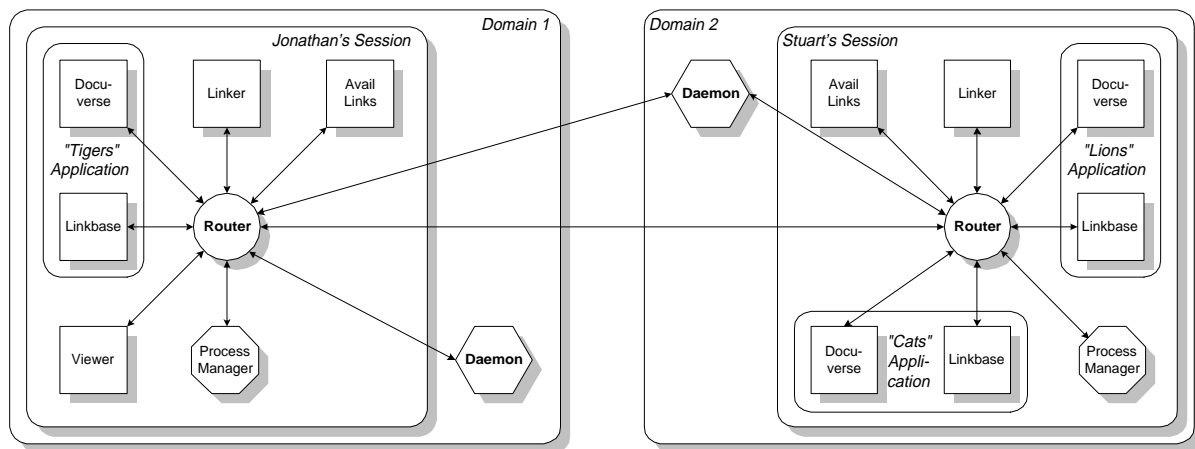 Domain 1
Jonathan's Session
Docu-
verse
Linker
Avail
Links
"Tigers"
Application
Linkbase
Router
Viewer
Process
Manager
Daemon
Domain 2
Stuart's Session
Daemon
Avail
Links
Linker
Docu-
verse
"Lions"
Application
Router
Linkbase
Docu-
verse
"Cats"
Appli-
cation
Linkbase
Process
Manager